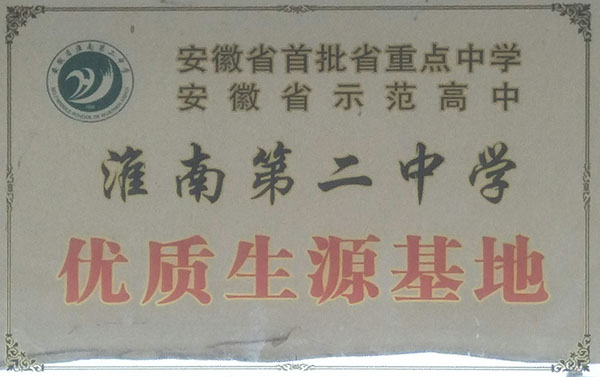 安徽省首批省重点中学
安徽省示范高中
淮南第二中学
优质生源基地